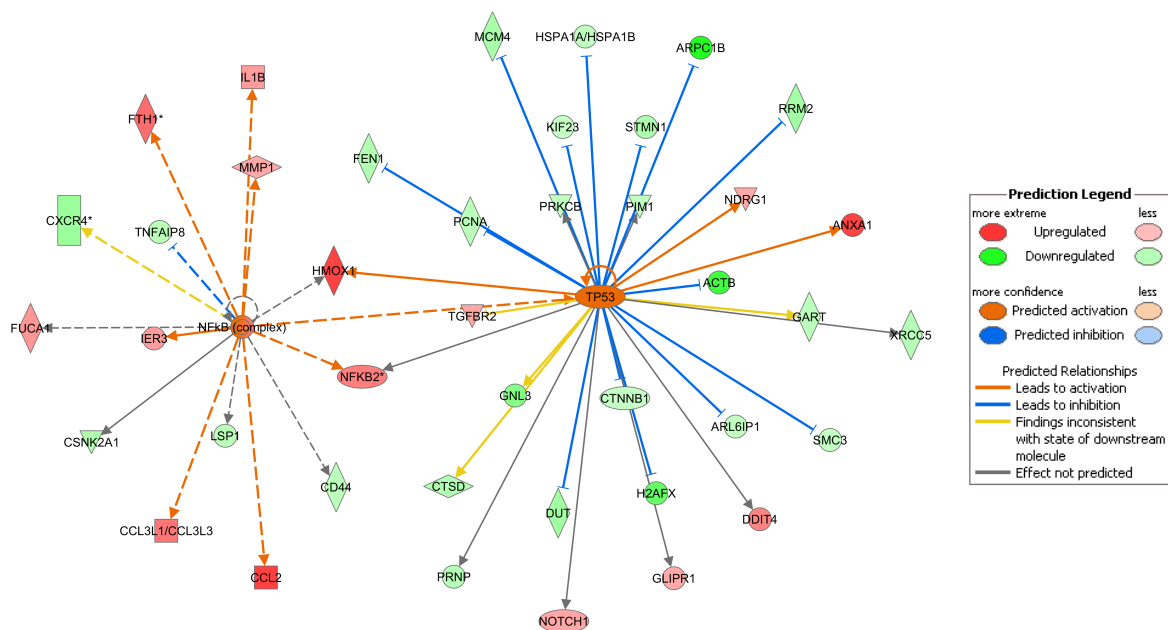 MCM4
HSPA1A/HSPA1B
ARPC1B
IL1B
RRM2
FTH1*
KIF23
STMN1
FEN1
MMP1
PRKCB
PIM1
NDRG1
CXCR4*
TNFAIP8
PCNA
ANXA1
HMOX1
ACTB
TP53
TGFBR2
GART
FUCA1
NFkB (complex)
IER3
XRCC5
NFKB2*
GNL3
CTNNB1
ARL6IP1
CSNK2A1
LSP1
SMC3
CD44
CTSD
H2AFX
DUT
DDIT4
CCL3L1/CCL3L3
CCL2
PRNP
GLIPR1
NOTCH1
Prediction Legend
more extreme less
Upregulated
Downregulated
more confidence less
Predicted activation
Predicted inhibition
Predicted Relationships
Leads to activation
Leads to inhibition
Findings inconsistent
with state of downstream
molecule
Effect not predicted